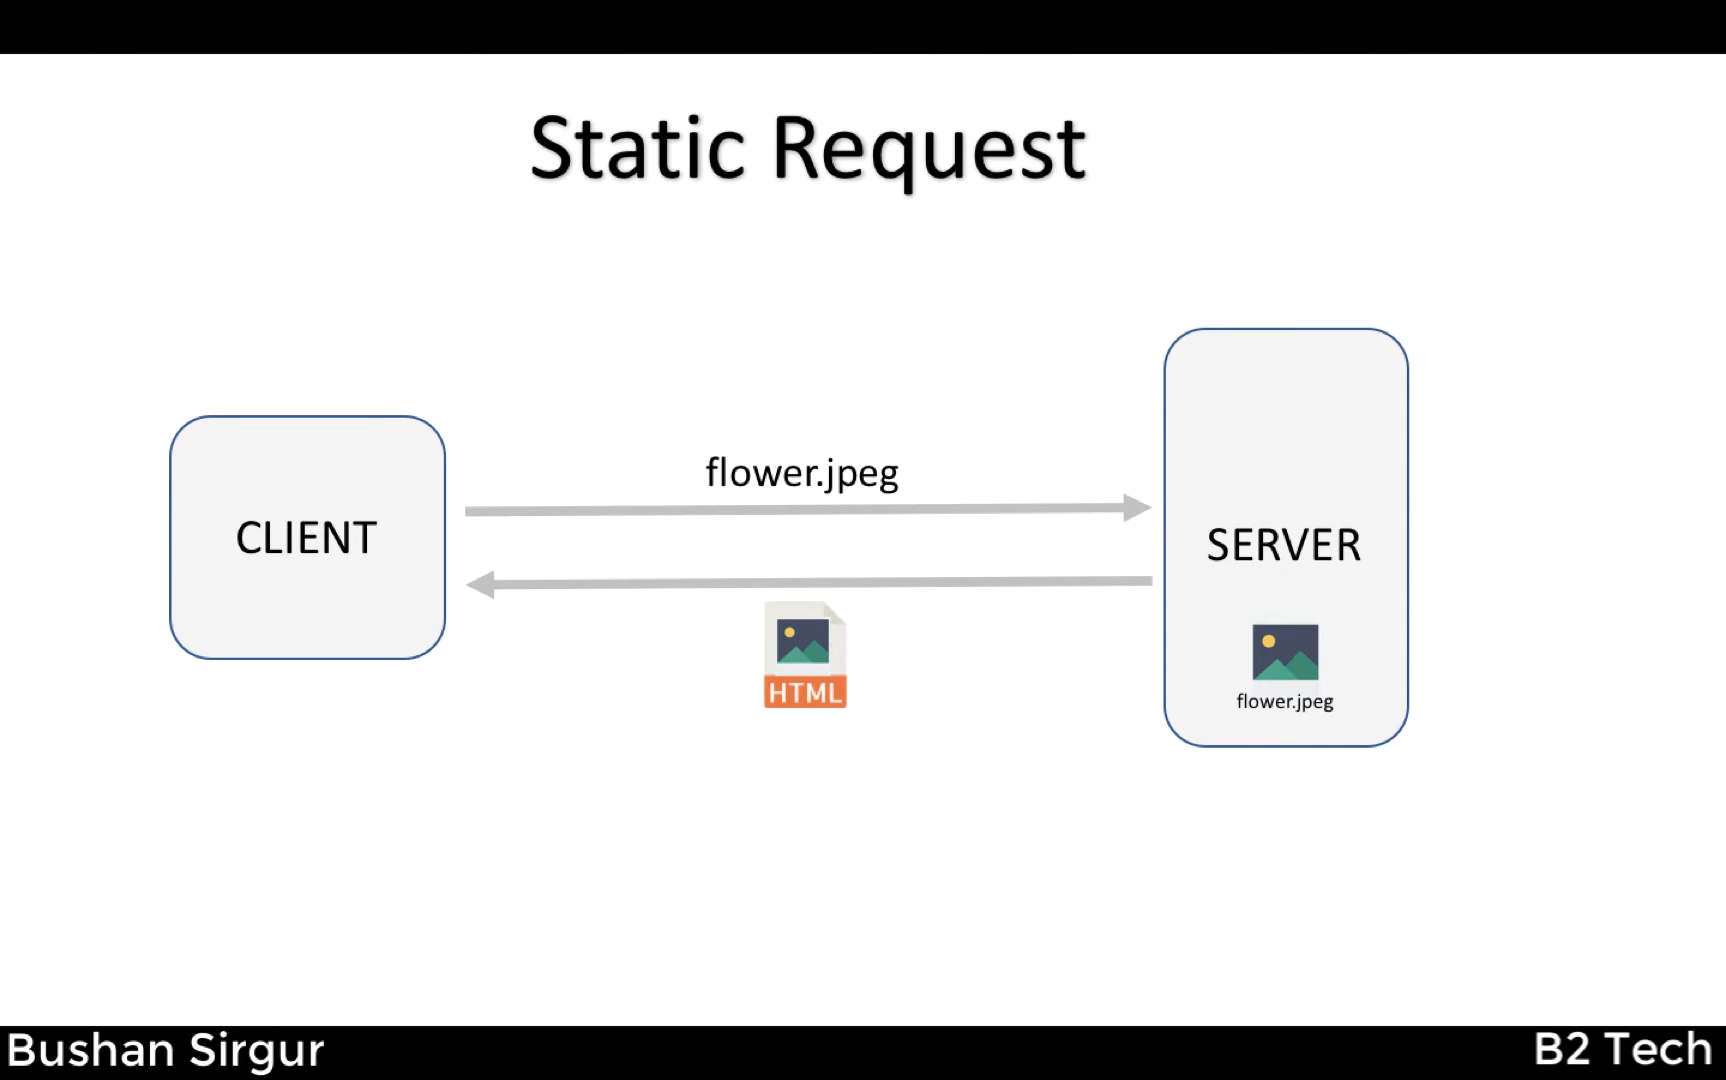 Static Request
flower.jpeg
CLIENT
SERVER
HTML
flower.jpeg
Bushan Sirgur
B2 Tech